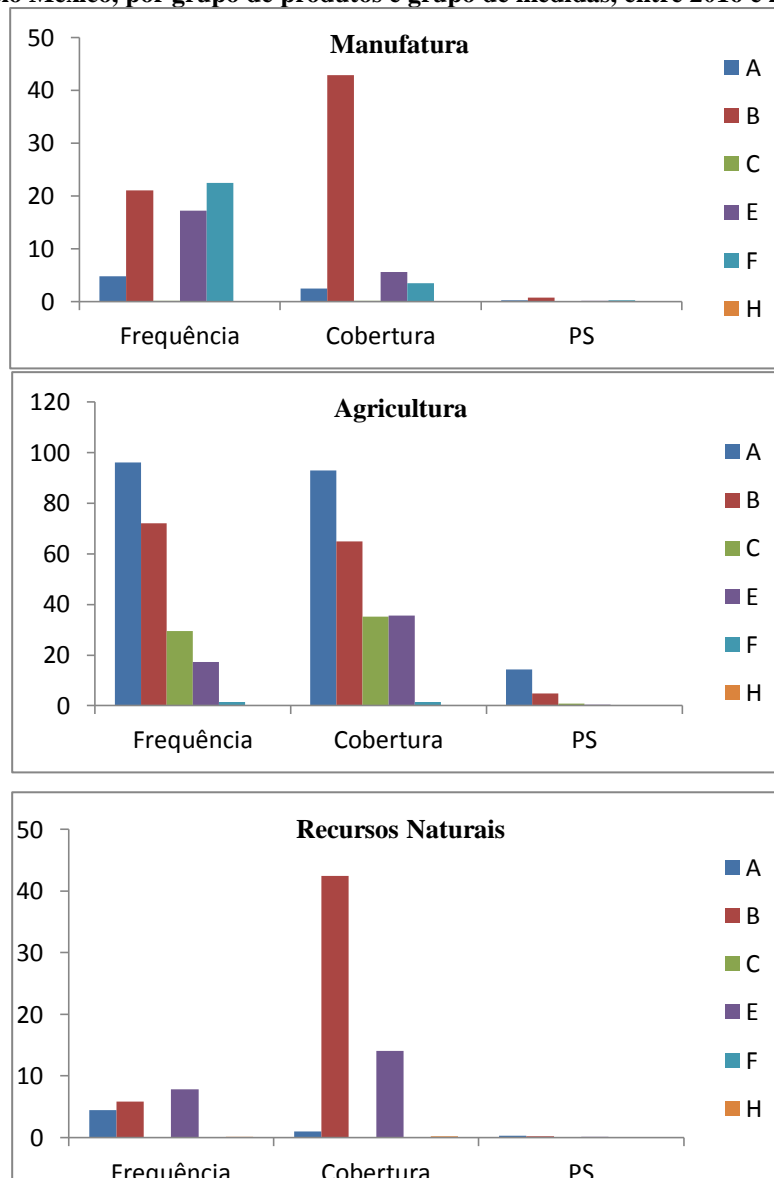 México, por grupo de produtos e grupo de medidas, entre 2010 e
Manufatura
50
40
30
20
10
0
Frequência Cobertura PS
A
B
C
E
F
H
Agricultura
120
100
80
60
40
20
0
Frequência Cobertura PS
A
B
C
E
F
H
Recursos Naturais
50
40
30
20
10
0
Frequência Cobertura PS
A
B
C
E
F
H